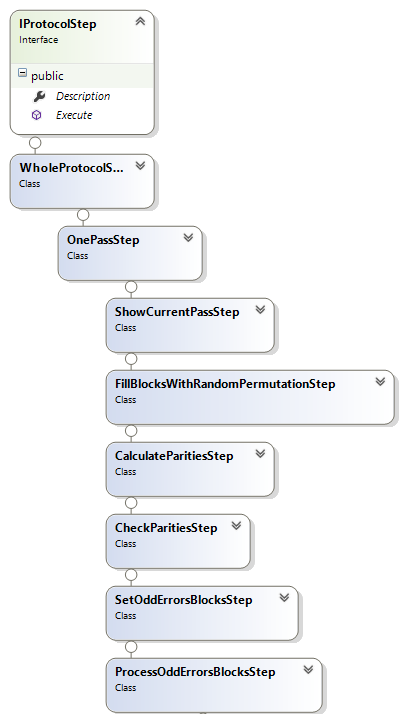 IProtocolStep
Interface
public
Description
Execute
WholeProtocolS...
Class
OnePassStep
Class
ShowCurrentPassStep
Class
FillBlocksWithRandomPermutationStep
Class
CalculateParitiesStep
Class
CheckParitiesStep
Class
SetOddErrorsBlocksStep
Class
ProcessOddErrorsBlocksStep
Class